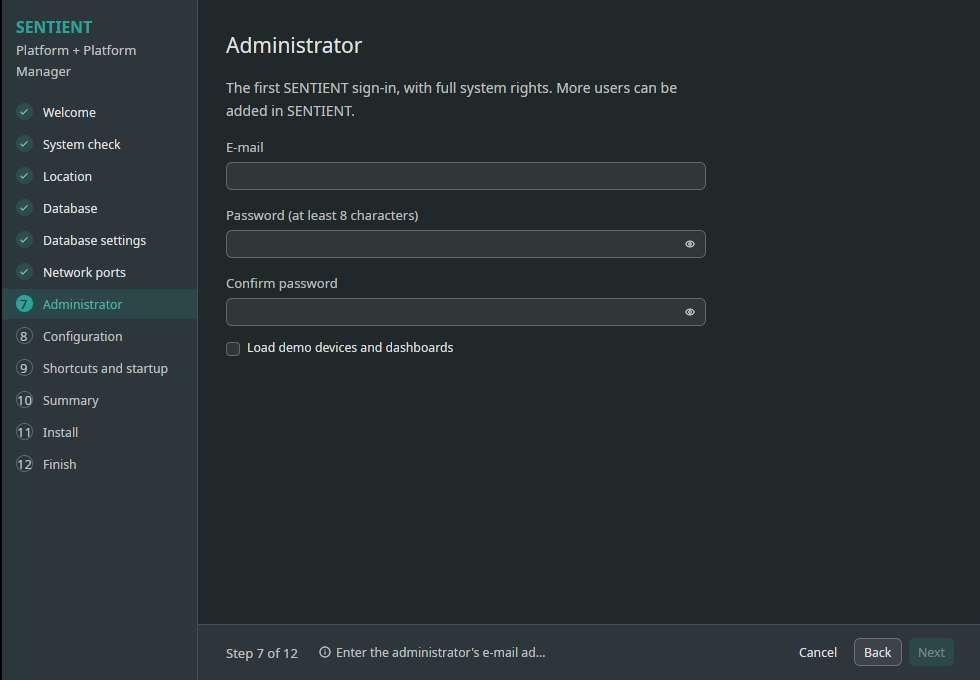 SENTIENT
Platform + Platform
Manager
Welcome
System check
Location
Database
Database settings
Network ports
7 Administrator
8 Configuration
9 Shortcuts and startup
10 Summary
11 Install
12 Finish
Administrator
The first SENTIENT sign-in, with full system rights. More users can be
added in SENTIENT.
E-mail
Password (at least 8 characters)
Confirm password
Load demo devices and dashboards
Step 7 of 12
Enter the administrator's e-mail ad...
Cancel
Back
Next